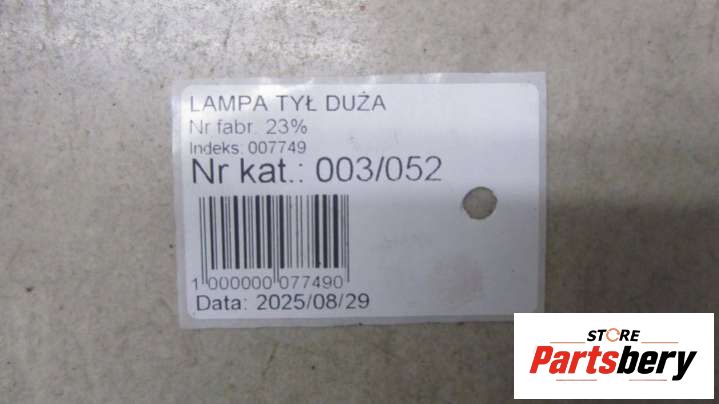 LAMPA TYŁ DUŻA
Nr fabr. 23%
Indeks: 007749
Nr kat.: 003/052
1 000000 077490
Data: 2025/08/29
STORE
Partsbery